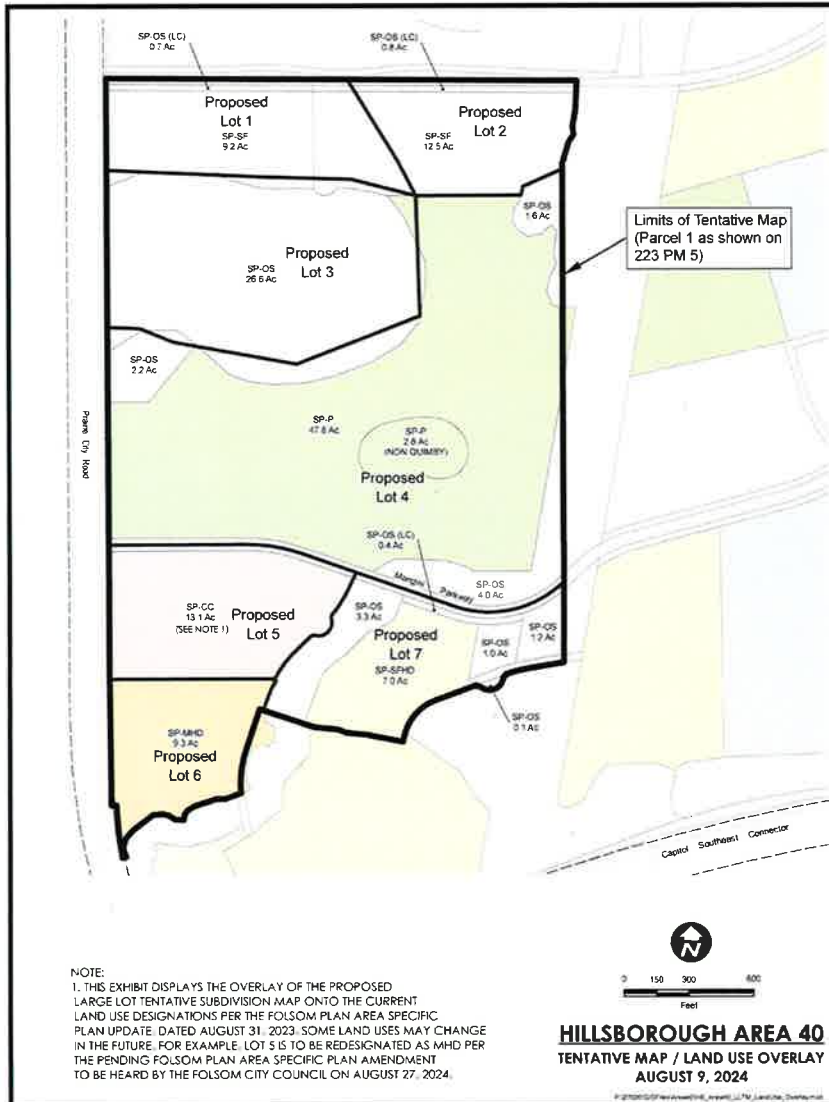 SP-OS (LC)
0.7 Ac
SP-OS (LC)
0.8 Ac
Proposed
Lot 1
SP-SF
9.2 Ac
Proposed
Lot 2
SP-SF
12.5 Ac
SP-OS
1.6 Ac
Limits of Tentative Map
(Parcel 1 as shown on
223 PM 5)
Proposed
Lot 3
SP-OS
26.6 Ac
SP-OS
2.2 Ac
Prairie City Road
SP-P
47.8 Ac
SP-P
2.8 Ac
(NON QUIMBY)
Proposed
Lot 4
SP-OS (LC)
0.4 Ac
Mangini Parkway
SP-OS
4.0 Ac
SP-CC
13.1 Ac
(SEE NOTE 1)
Proposed
Lot 5
SP-OS
3.3 Ac
Proposed
Lot 7
SP-SFHD
7.0 Ac
SP-OS
1.0 Ac
SP-OS
1.2 Ac
SP-OS
0.1 Ac
SP-MHD
9.3 Ac
Proposed
Lot 6
Capitol Southeast Connector
N
0 150 300 600
Feet
NOTE:
1. THIS EXHIBIT DISPLAYS THE OVERLAY OF THE PROPOSED
LARGE LOT TENTATIVE SUBDIVISION MAP ONTO THE CURRENT
LAND USE DESIGNATIONS PER THE FOLSOM PLAN AREA SPECIFIC
PLAN UPDATE, DATED AUGUST 31, 2023. SOME LAND USES MAY CHANGE
IN THE FUTURE. FOR EXAMPLE, LOT 5 IS TO BE REDESIGNATED AS MHD PER
THE PENDING FOLSOM PLAN AREA SPECIFIC PLAN AMENDMENT
TO BE HEARD BY THE FOLSOM CITY COUNCIL ON AUGUST 27, 2024.
HILLSBOROUGH AREA 40
TENTATIVE MAP / LAND USE OVERLAY
AUGUST 9, 2024